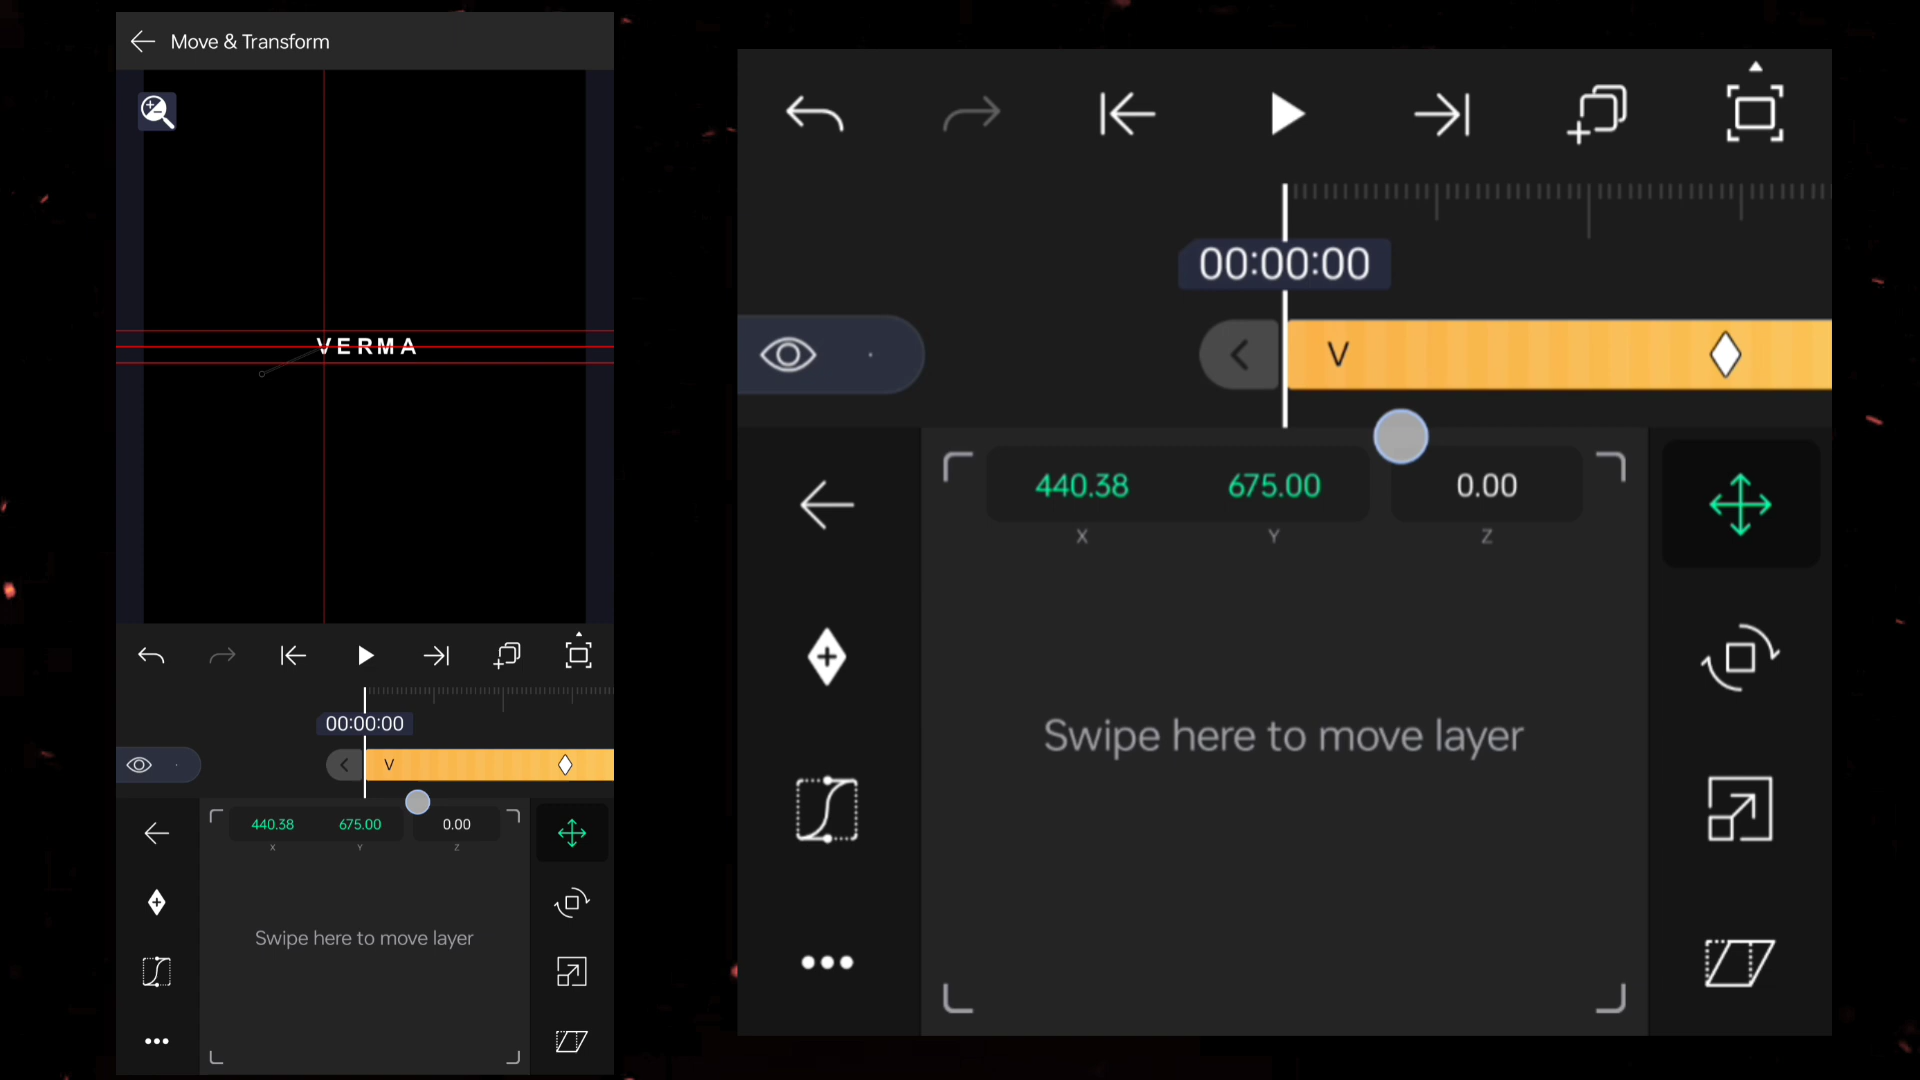 Move & Transform
VERMA
00:00:00
V
440.38 675.00 0.00
X Y Z
Swipe here to move layer
00:00:00
V
440.38 675.00 0.00
X Y Z
Swipe here to move layer